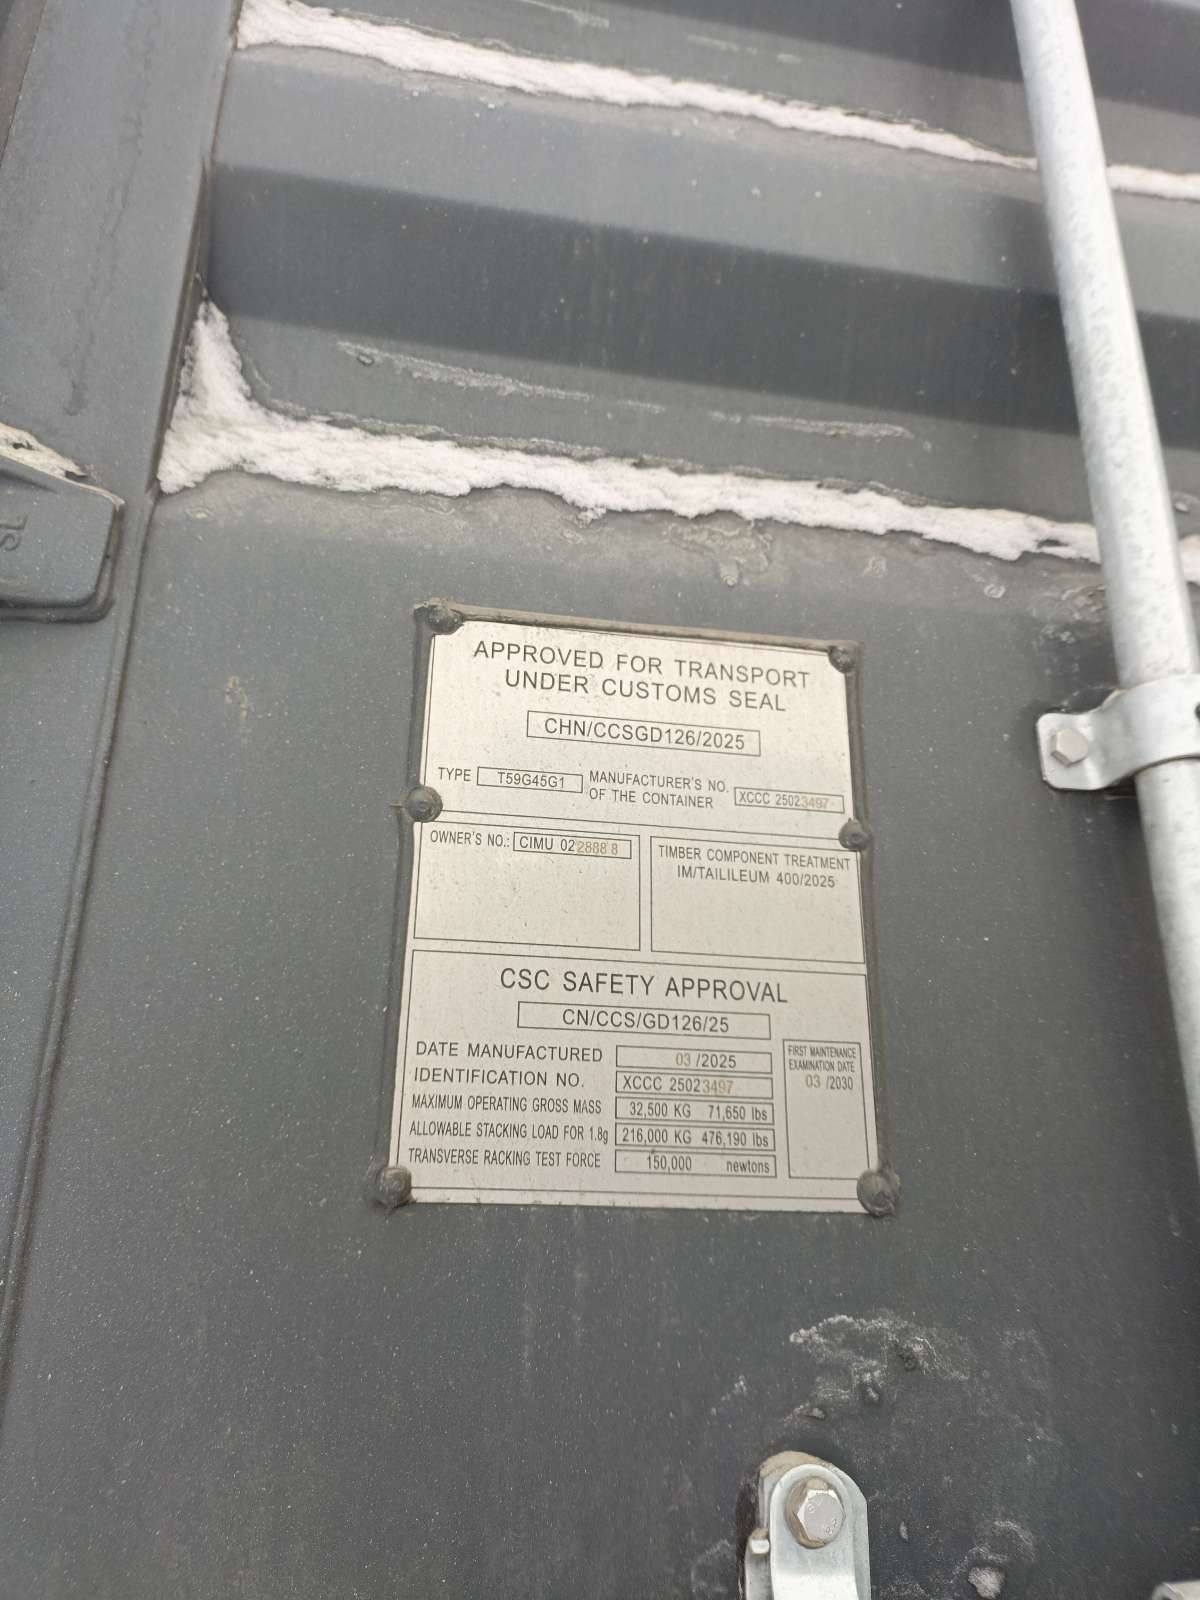 APPROVED FOR TRANSPORT
UNDER CUSTOMS SEAL
CHN/CCSGD126/2025
TYPE T59G45G1 MANUFACTURER'S NO. OF THE CONTAINER XCCC 25023497
OWNER'S NO.: CIMU 022888 8
TIMBER COMPONENT TREATMENT
IM/TAILILEUM 400/2025
CSC SAFETY APPROVAL
CN/CCS/GD126/25
DATE MANUFACTURED 03 /2025
IDENTIFICATION NO. XCCC 25023497
MAXIMUM OPERATING GROSS MASS 32,500 KG 71,650 lbs
ALLOWABLE STACKING LOAD FOR 1.8g 216,000 KG 476,190 lbs
TRANSVERSE RACKING TEST FORCE 150,000 newtons
FIRST MAINTENANCE
EXAMINATION DATE
03 /2030